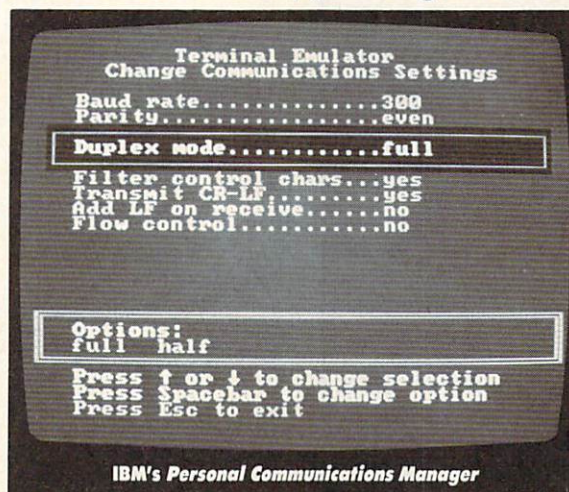 Terminal Emulator
Change Communications Settings
Baud rate..............300
Parity.................even
Duplex mode............full
Filter control chars...yes
Transmit CR-LF.........yes
Add LF on receive......no
Flow control...........no
Options:
full half
Press ↑ or ↓ to change selection
Press Spacebar to change option
Press Esc to exit
IBM's Personal Communications Manager